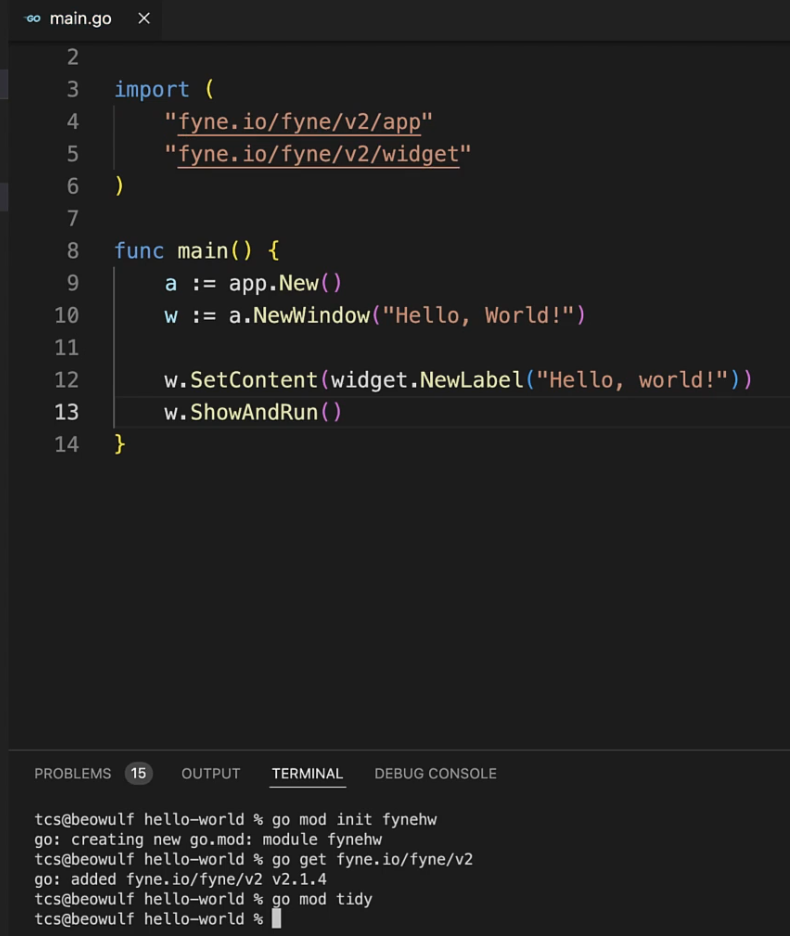 main.go
2
3 import (
4     "fyne.io/fyne/v2/app"
5     "fyne.io/fyne/v2/widget"
6 )
7
8 func main() {
9     a := app.New()
10     w := a.NewWindow("Hello, World!")
11
12     w.SetContent(widget.NewLabel("Hello, world!"))
13     w.ShowAndRun()
14 }
PROBLEMS 15 OUTPUT TERMINAL DEBUG CONSOLE
tcs@beowulf hello-world % go mod init fynehw
go: creating new go.mod: module fynehw
tcs@beowulf hello-world % go get fyne.io/fyne/v2
go: added fyne.io/fyne/v2 v2.1.4
tcs@beowulf hello-world % go mod tidy
tcs@beowulf hello-world %